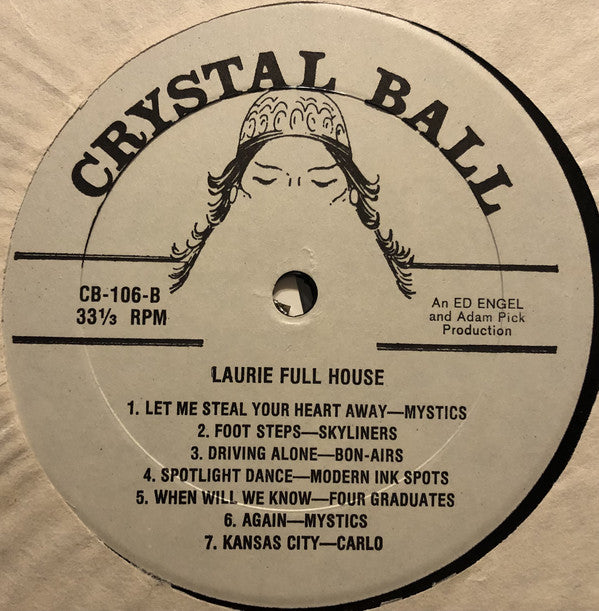 CRYSTAL BALL
CB-106-B
33⅓ RPM
An ED ENGEL
and Adam Pick
Production
LAURIE FULL HOUSE
1. LET ME STEAL YOUR HEART AWAY—MYSTICS
2. FOOT STEPS—SKYLINERS
3. DRIVING ALONE—BON-AIRS
4. SPOTLIGHT DANCE—MODERN INK SPOTS
5. WHEN WILL WE KNOW—FOUR GRADUATES
6. AGAIN—MYSTICS
7. KANSAS CITY—CARLO